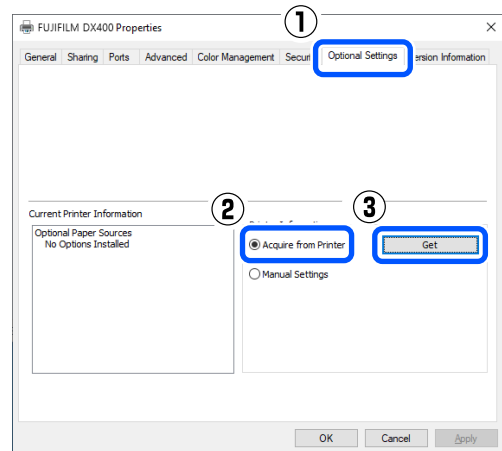 ①
FUJIFILM DX400 Properties
General Sharing Ports Advanced Color Management Optional Settings Information
Current Printer Information
②
③
Optional Paper Sources
No Options Installed
Acquire from Printer
Get
Manual Settings
OK Cancel Apply